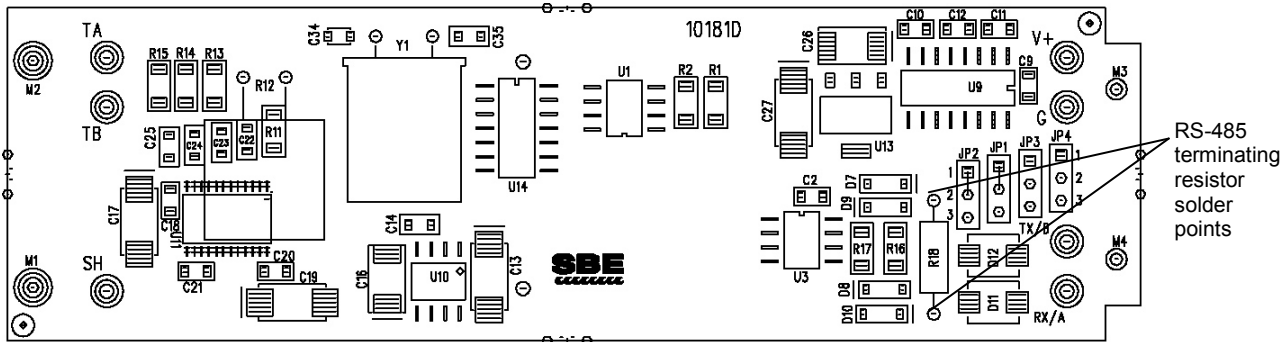 C34
Y1
C35
10181D
C10
C12
C11
TA
R15
R14
R13
C26
V+
M2
R12
U1
R2
R1
C9
M3
U9
TB
C27
G
C25
C24
C23
C22
R11
U13
JP2
JP1
JP3
JP4
RS-485
terminating
resistor
solder
points
1
1
2
2
3
3
U14
D7
C2
D9
C17
C18
U11
C14
TX/B
R17
R16
R18
D12
M4
M1
SH
C21
C20
C19
C16
U10
C13
SBE
U3
D8
D11
D10
RX/A